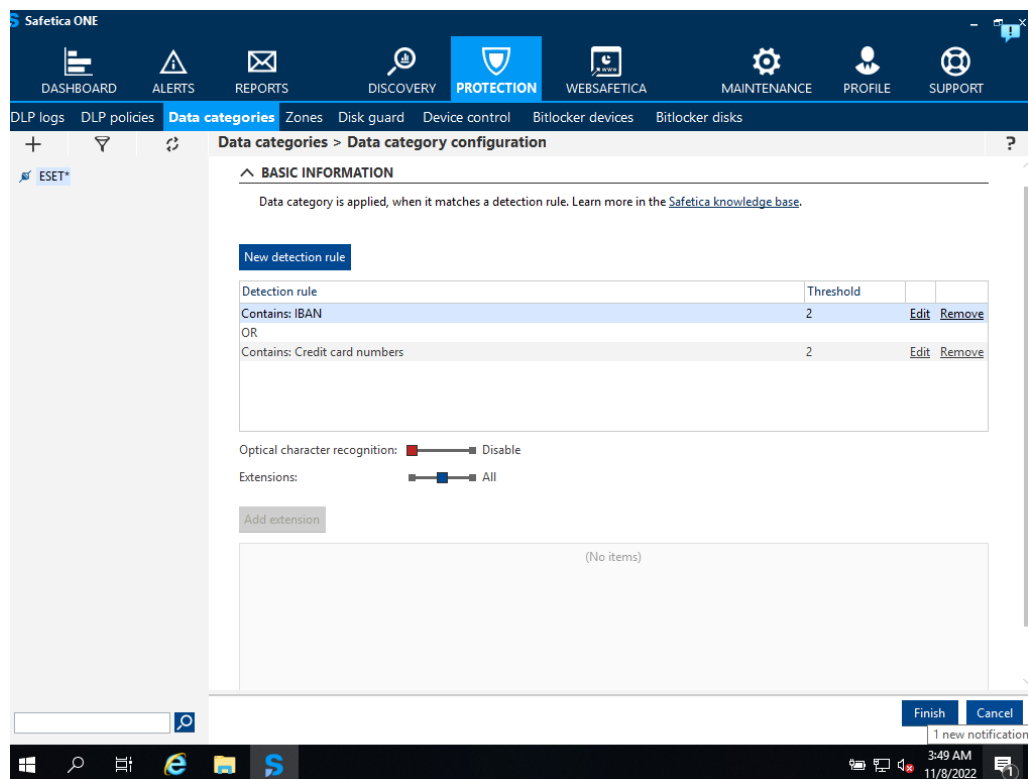 Safetica ONE
DASHBOARD ALERTS REPORTS DISCOVERY PROTECTION WEBSAFETICA MAINTENANCE PROFILE SUPPORT
DLP logs DLP policies Data categories Zones Disk guard Device control Bitlocker devices Bitlocker disks
Data categories > Data category configuration ?
ESET*
BASIC INFORMATION
Data category is applied, when it matches a detection rule. Learn more in the Safetica knowledge base.
New detection rule
Detection rule Threshold
Contains: IBAN 2 Edit Remove
OR
Contains: Credit card numbers 2 Edit Remove
Optical character recognition: Disable
Extensions: All
Add extension
(No items)
Finish Cancel
1 new notification
3:49 AM
11/8/2022
1